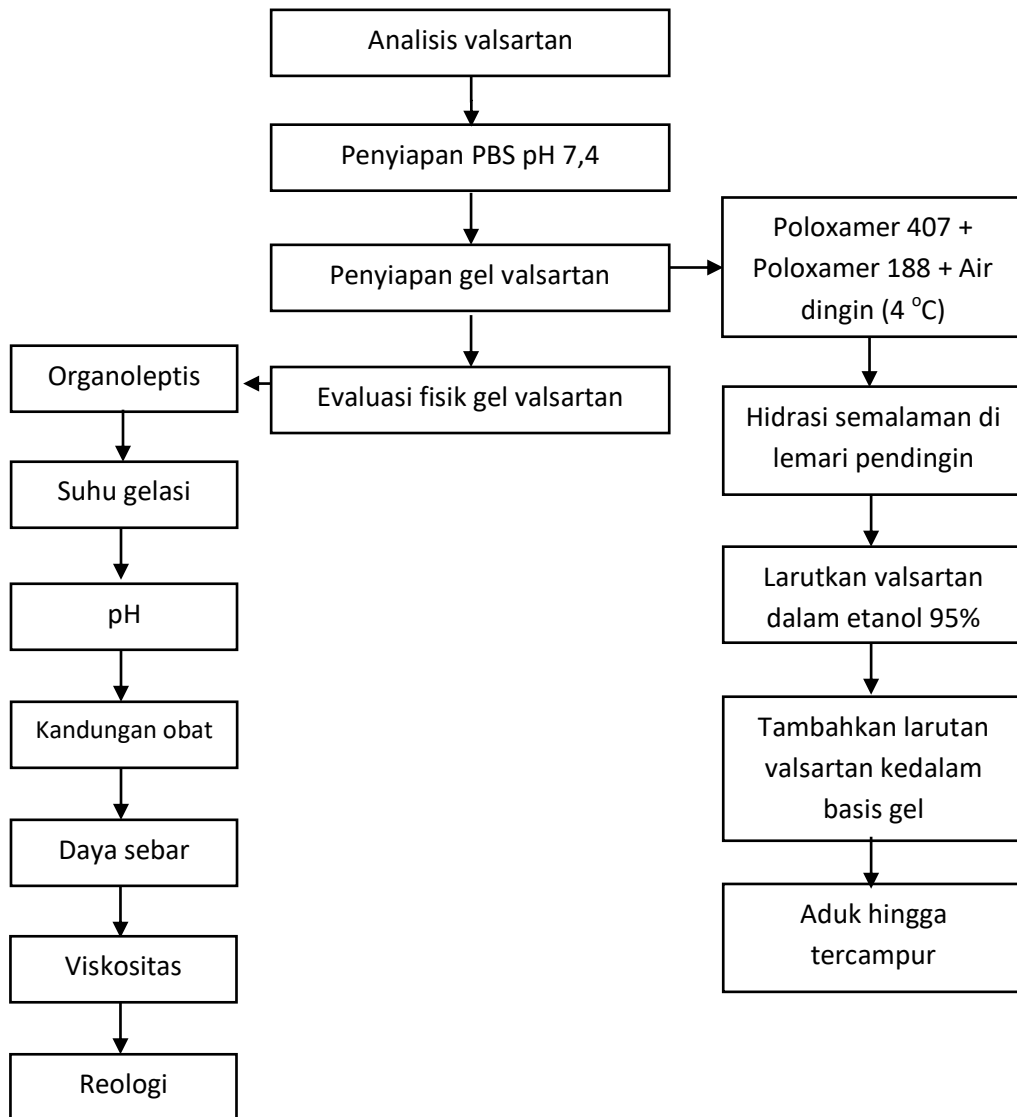 Analisis valsartan
Penyiapan PBS pH 7,4
Penyiapan gel valsartan
Evaluasi fisik gel valsartan
Poloxamer 407 +
Poloxamer 188 + Air
dingin (4 °C)
Hidrasi semalaman di
lemari pendingin
Larutkan valsartan
dalam etanol 95%
Tambahkan larutan
valsartan kedalam
basis gel
Aduk hingga
tercampur
Organoleptis
Suhu gelasi
pH
Kandungan obat
Daya sebar
Viskositas
Reologi